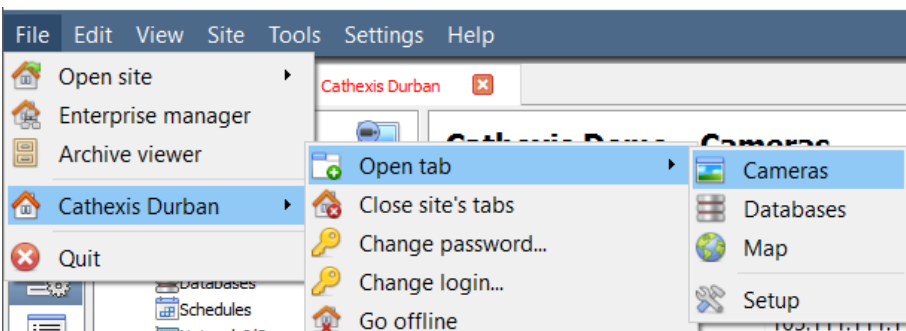 File Edit View Site Tools Settings Help
Open site
Enterprise manager
Archive viewer
Cathexis Durban
Quit
Cathexis Durban
Open tab
Close site's tabs
Change password...
Change login...
Go offline
Cameras
Databases
Map
Setup
Databases
Schedules